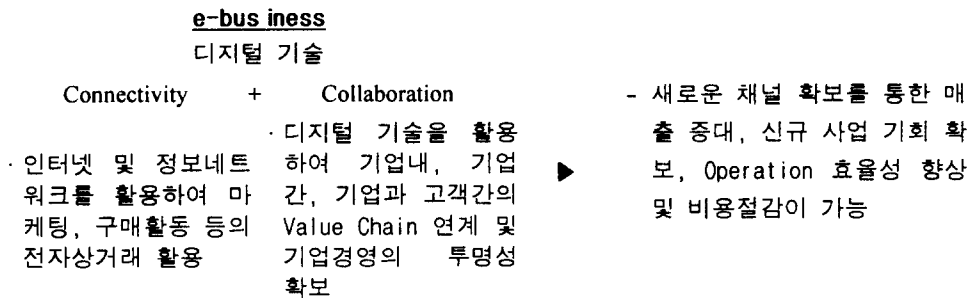 e-bus iness
디지털 기술
Connectivity + Collaboration
· 인터넷 및 정보네트
워크를 활용하여 마
케팅, 구매활동 등의
전자상거래 활용
· 디지털 기술을 활용
하여 기업내, 기업
간, 기업과 고객간의
Value Chain 연계 및
기업경영의 투명성
확보
▶
- 새로운 채널 확보를 통한 매
출 증대, 신규 사업 기회 확
보, Operation 효율성 향상
및 비용절감이 가능